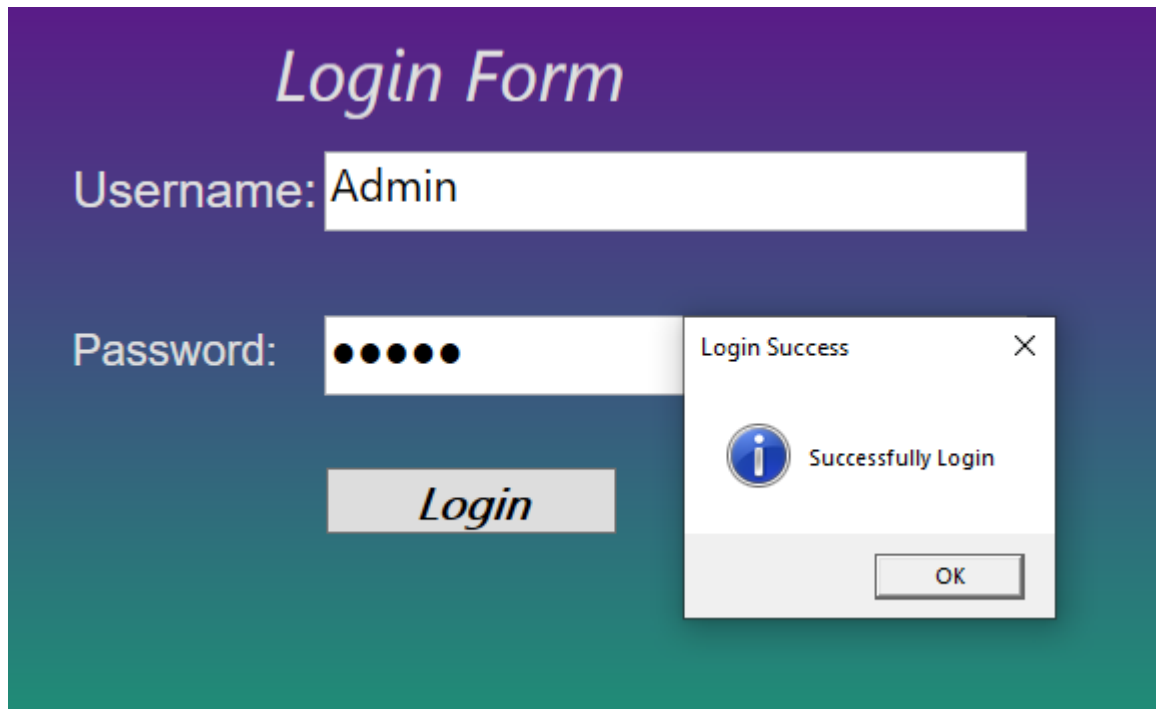 Login Form
Username: Admin
Password: ●●●●●
Login Success
Successfully Login
OK
Login